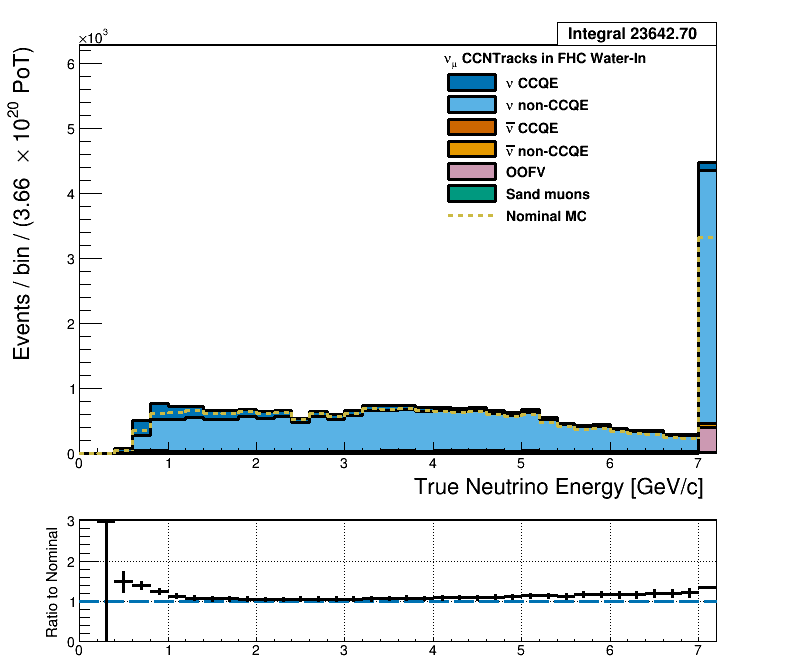 Integral 23642.70
×10³
ν_μ CCNTracks in FHC Water-In
ν CCQE
ν non-CCQE
ν̅ CCQE
ν̅ non-CCQE
OOFV
Sand muons
Nominal MC
Events / bin / (3.66 × 10²⁰ PoT)
6
5
4
3
2
1
0
0 1 2 3 4 5 6 7
True Neutrino Energy [GeV/c]
Ratio to Nominal
3
2
1
0
0 1 2 3 4 5 6 7